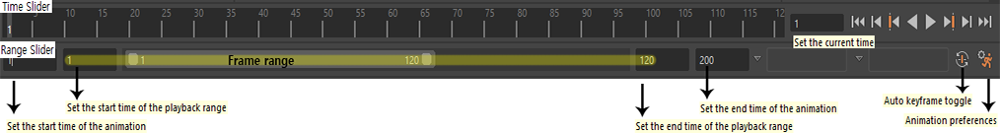 Time Slider
5 10 15 20 25 30 35 40 45 50 55 60 65 70 75 80 85 90 95 100 105 110 115 12
1
1
Set the current time
Range Slider
1 1 Frame range 120 120 200
Set the start time of the playback range
Set the end time of the animation
Auto keyframe toggle
Set the start time of the animation
Set the end time of the playback range
Animation preferences